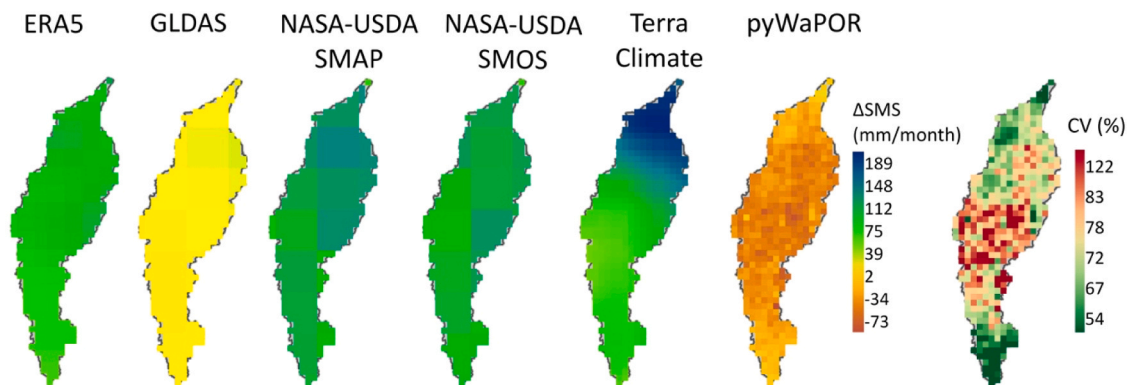 ERA5
GLDAS
NASA-USDA
SMAP
NASA-USDA
SMOS
Terra
Climate
pyWaPOR
ΔSMS
(mm/month)
189
148
112
75
39
2
-34
-73
CV (%)
122
83
78
72
67
54